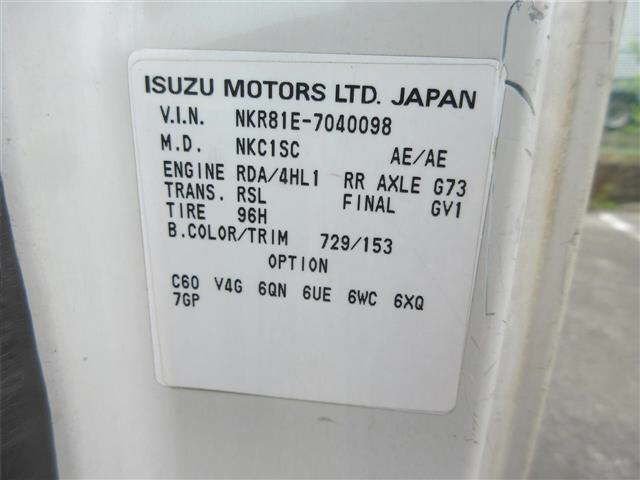 ISUZU MOTORS LTD. JAPAN
V.I.N. NKR81E-7040098
M.D. NKC1SC AE/AE
ENGINE RDA/4HL1 RR AXLE G73
TRANS. RSL FINAL GV1
TIRE 96H
B.COLOR/TRIM 729/153
OPTION
C60 V4G 6QN 6UE 6WC 6XQ
7GP